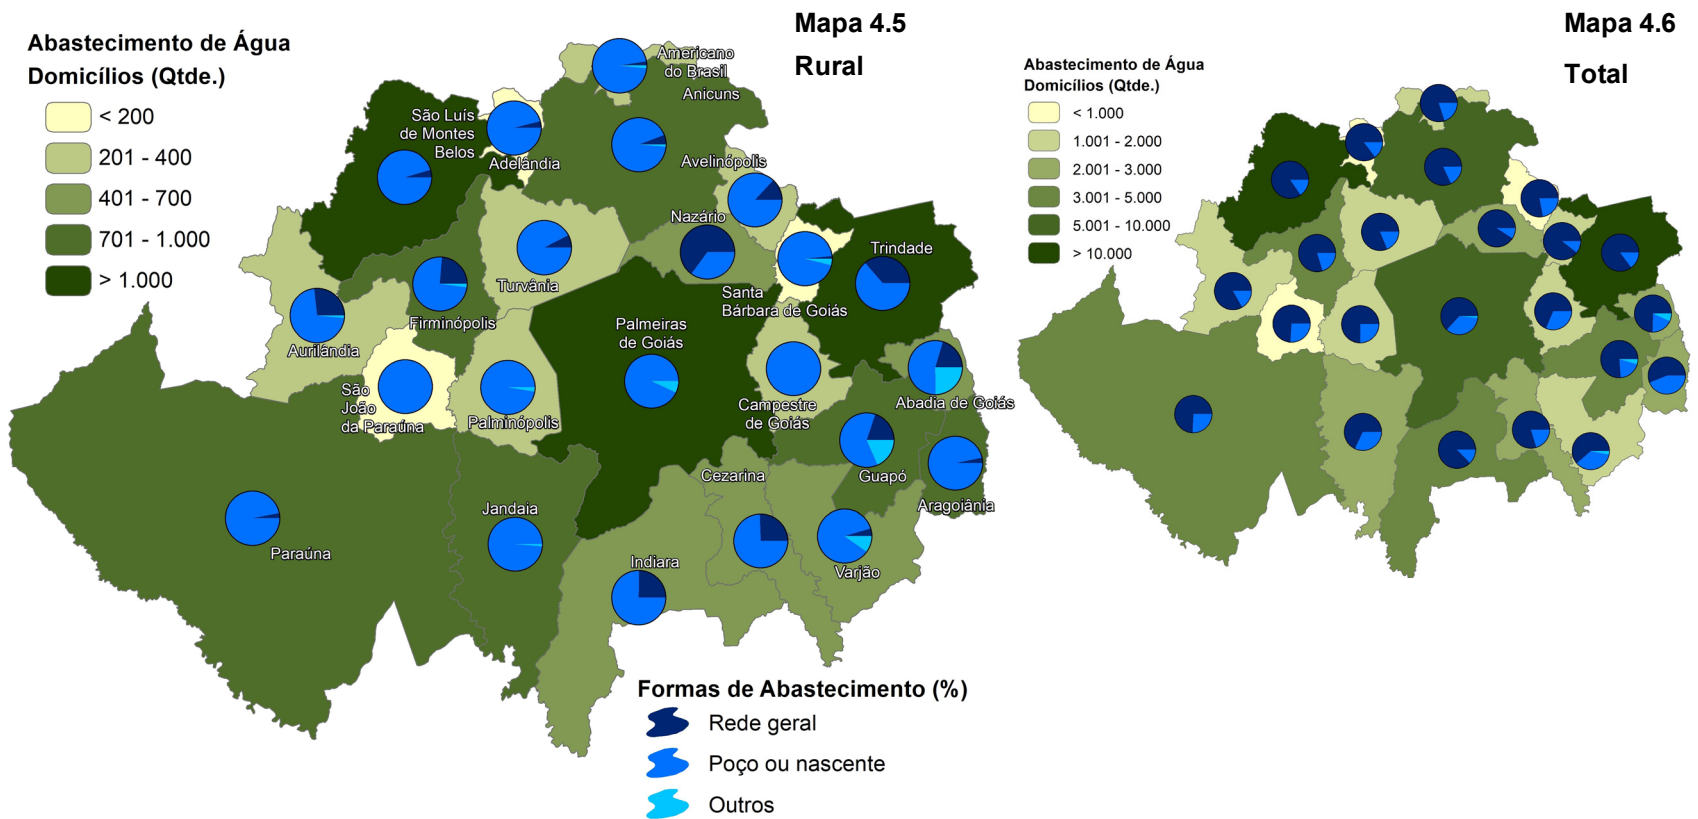 Mapa 4.5
Rural
Abastecimento de Água
Domicílios (Qtde.)
< 200
201 - 400
401 - 700
701 - 1.000
> 1.000
Americano
do Brasil
Anicuns
São Luís
de Montes
Belos
Adelândia
Avelinópolis
Nazário
Trindade
Turvânia
Santa
Bárbara de Goiás
Firminópolis
Palmeiras
de Goiás
Aurilândia
São
João
da Paraúna
Palminópolis
Campestre
de Goiás
Abadia de Goiás
Cezarina
Guapó
Aragoiânia
Jandaia
Paraúna
Indiara
Varjão
Formas de Abastecimento (%)
Rede geral
Poço ou nascente
Outros
Mapa 4.6
Total
Abastecimento de Água
Domicílios (Qtde.)
< 1.000
1.001 - 2.000
2.001 - 3.000
3.001 - 5.000
5.001 - 10.000
> 10.000